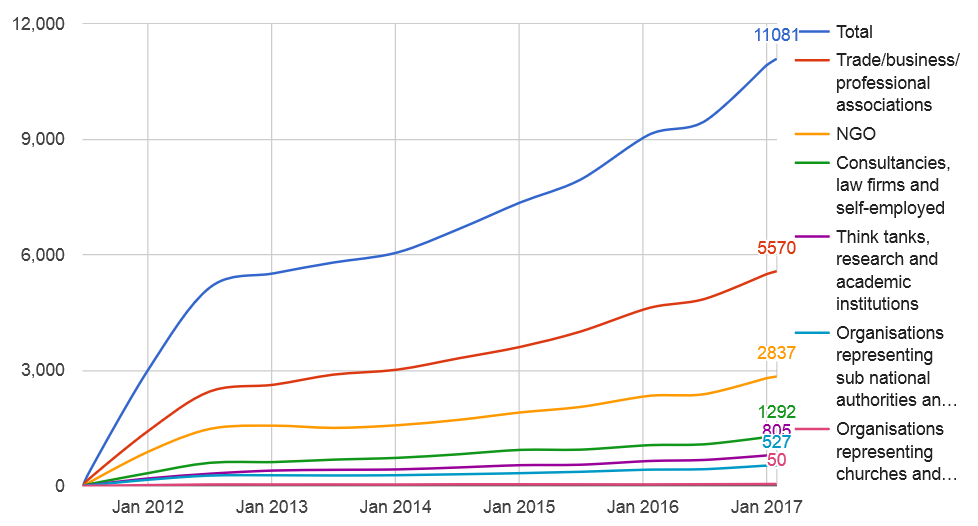 12,000
9,000
6,000
3,000
0
Jan 2012
Jan 2013
Jan 2014
Jan 2015
Jan 2016
Jan 2017
11081
5570
2837
1292
805
527
50
Total
Trade/business/
professional
associations
NGO
Consultancies,
law firms and
self-employed
Think tanks,
research and
academic
institutions
Organisations
representing
sub national
authorities an…
Organisations
representing
churches and…